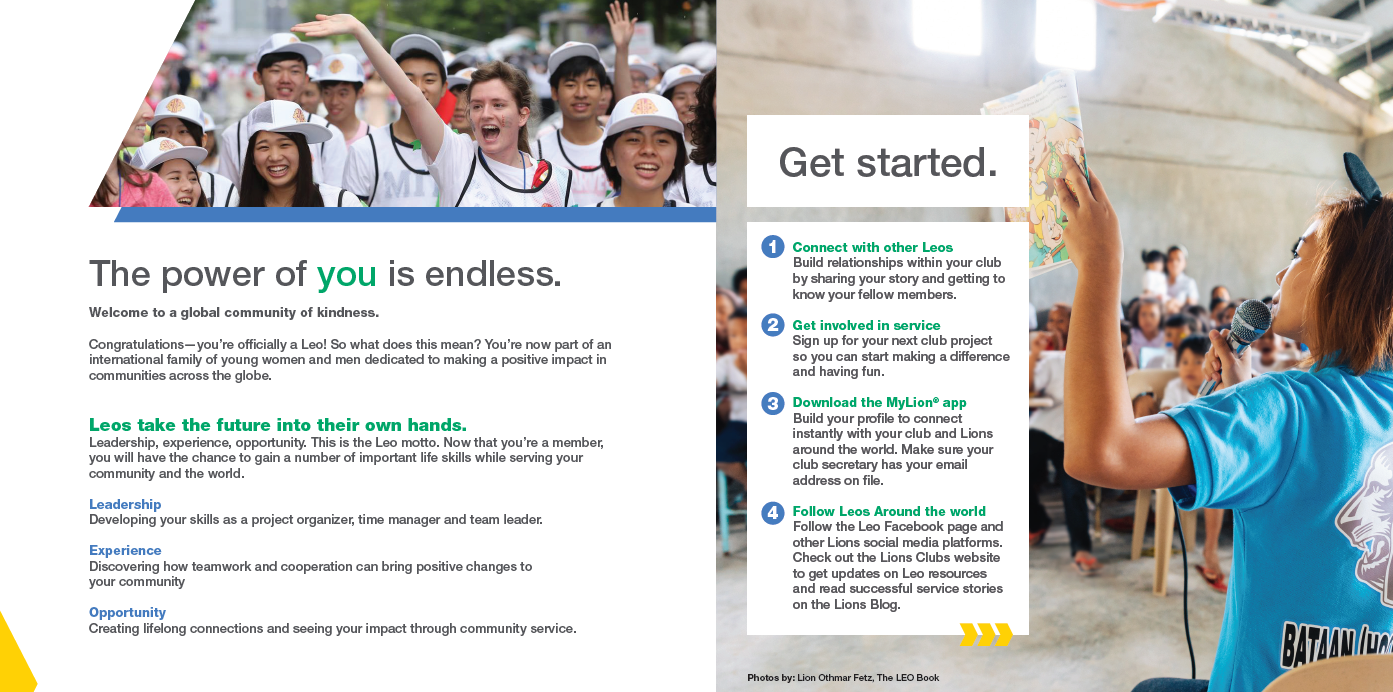 The power of you is endless.
Welcome to a global community of kindness.
Congratulations—you're officially a Leo! So what does this mean? You're now part of an
international family of young women and men dedicated to making a positive impact in
communities across the globe.
Leos take the future into their own hands.
Leadership, experience, opportunity. This is the Leo motto. Now that you're a member,
you will have the chance to gain a number of important life skills while serving your
community and the world.
Leadership
Developing your skills as a project organizer, time manager and team leader.
Experience
Discovering how teamwork and cooperation can bring positive changes to
your community
Opportunity
Creating lifelong connections and seeing your impact through community service.
Get started.
1 Connect with other Leos
Build relationships within your club
by sharing your story and getting to
know your fellow members.
2 Get involved in service
Sign up for your next club project
so you can start making a difference
and having fun.
3 Download the MyLion® app
Build your profile to connect
instantly with your club and Lions
around the world. Make sure your
club secretary has your email
address on file.
4 Follow Leos Around the world
Follow the Leo Facebook page and
other Lions social media platforms.
Check out the Lions Clubs website
to get updates on Leo resources
and read successful service stories
on the Lions Blog.
BATAAN
Photos by: Lion Othmar Fetz, The LEO Book